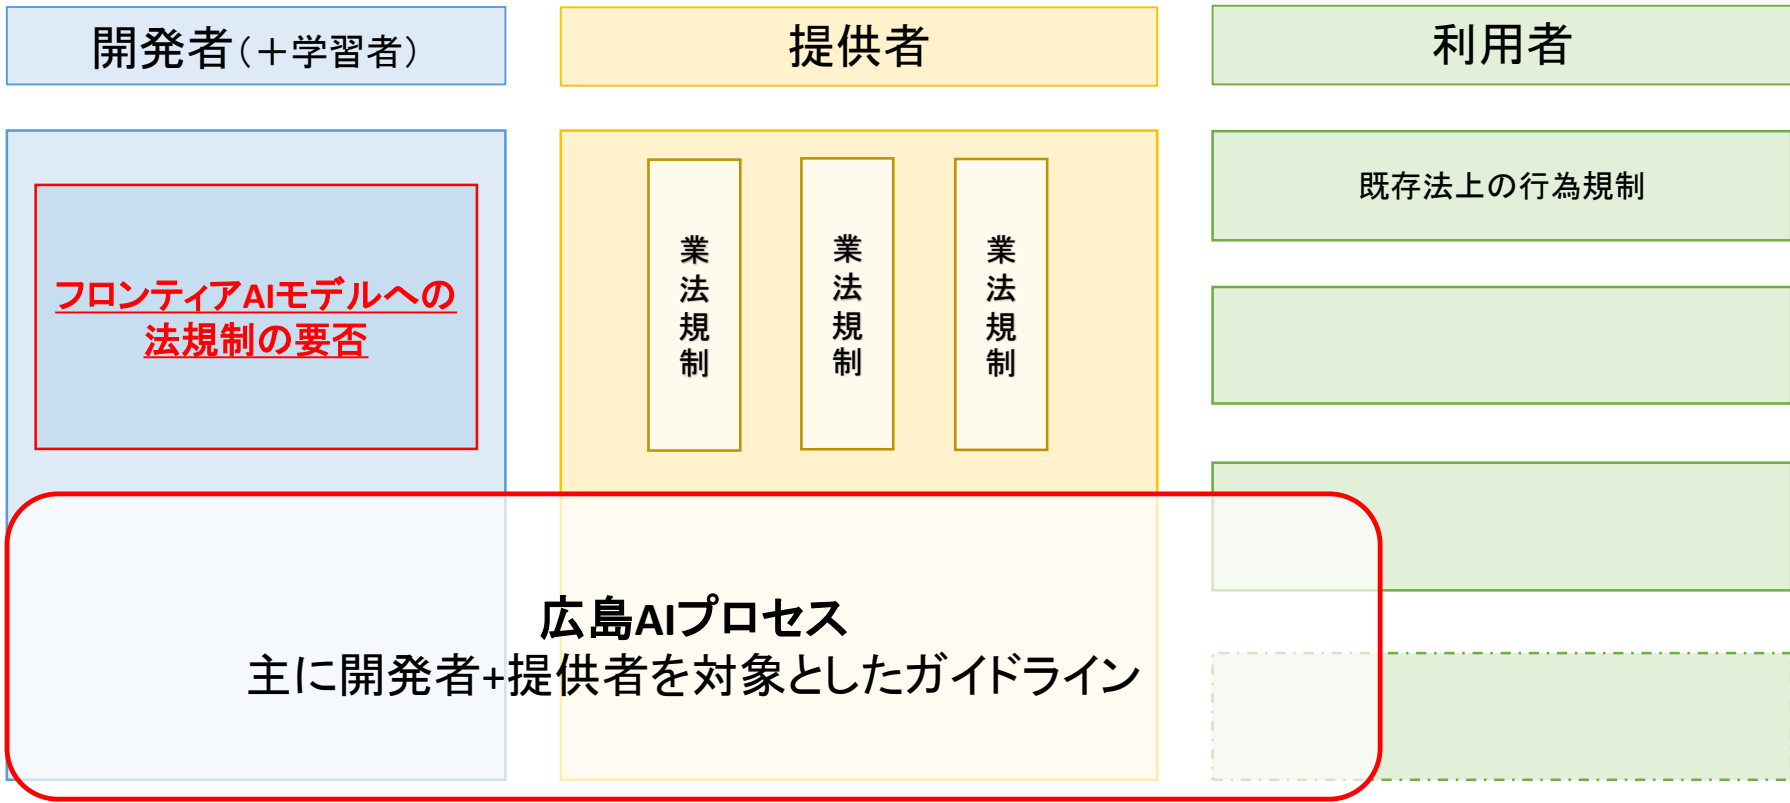 開発者（＋学習者）
提供者
利用者
フロンティアAIモデルへの
法規制の要否
業法規制
業法規制
業法規制
既存法上の行為規制
広島AIプロセス
主に開発者+提供者を対象としたガイドライン